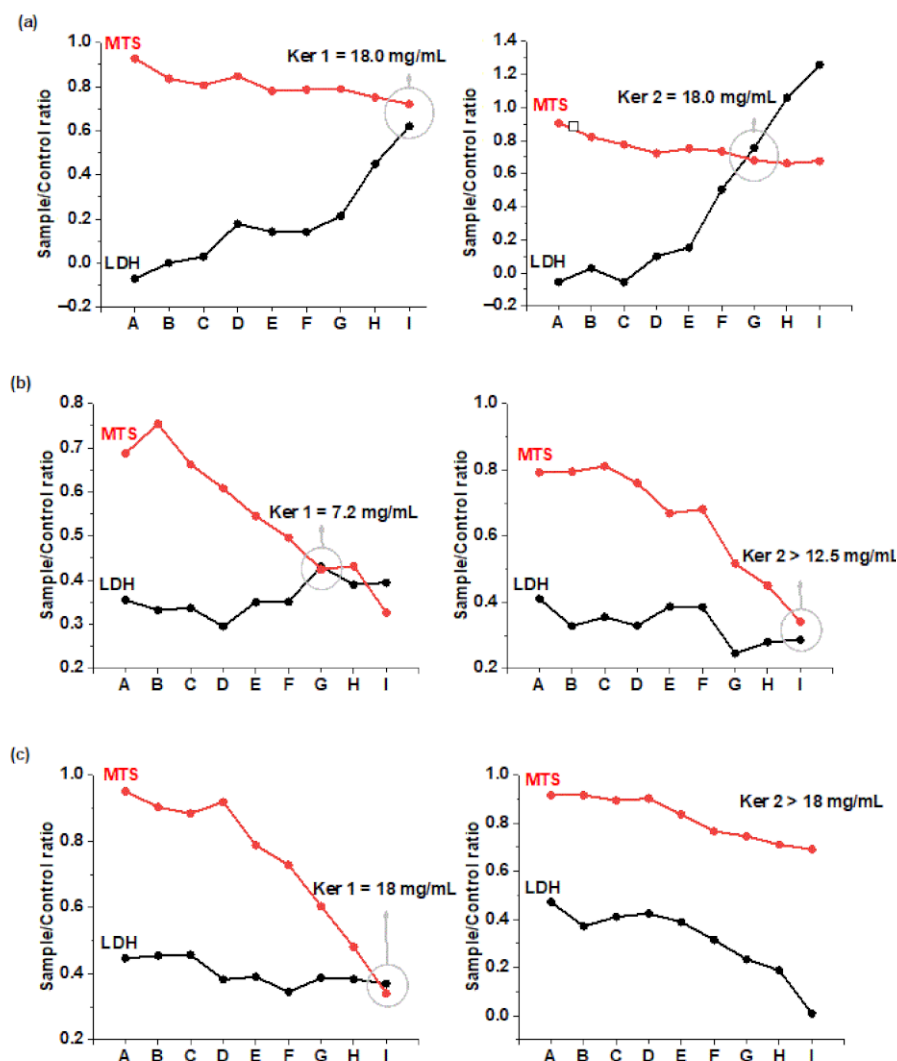 (a)
MTS
Ker 1 = 18.0 mg/mL
LDH
Sample/Control ratio
1.0
0.8
0.6
0.4
0.2
0.0
–0.2
A B C D E F G H I
MTS
Ker 2 = 18.0 mg/mL
LDH
Sample/Control ratio
1.4
1.2
1.0
0.8
0.6
0.4
0.2
0.0
–0.2
A B C D E F G H I
(b)
MTS
Ker 1 = 7.2 mg/mL
LDH
Sample/Control ratio
0.8
0.7
0.6
0.5
0.4
0.3
0.2
A B C D E F G H I
MTS
Ker 2 > 12.5 mg/mL
LDH
Sample/Control ratio
1.0
0.8
0.6
0.4
0.2
A B C D E F G H I
(c)
MTS
Ker 1 = 18 mg/mL
LDH
Sample/Control ratio
1.0
0.9
0.8
0.6
0.4
0.2
A B C D E F G H I
MTS
Ker 2 > 18 mg/mL
LDH
Sample/Control ratio
1.0
0.8
0.6
0.4
0.2
0.0
A B C D E F G H I